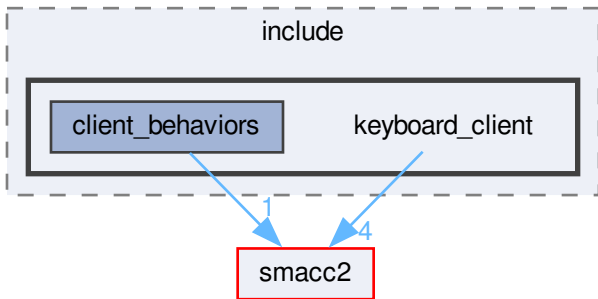 include
client_behaviors
keyboard_client
1
4
smacc2